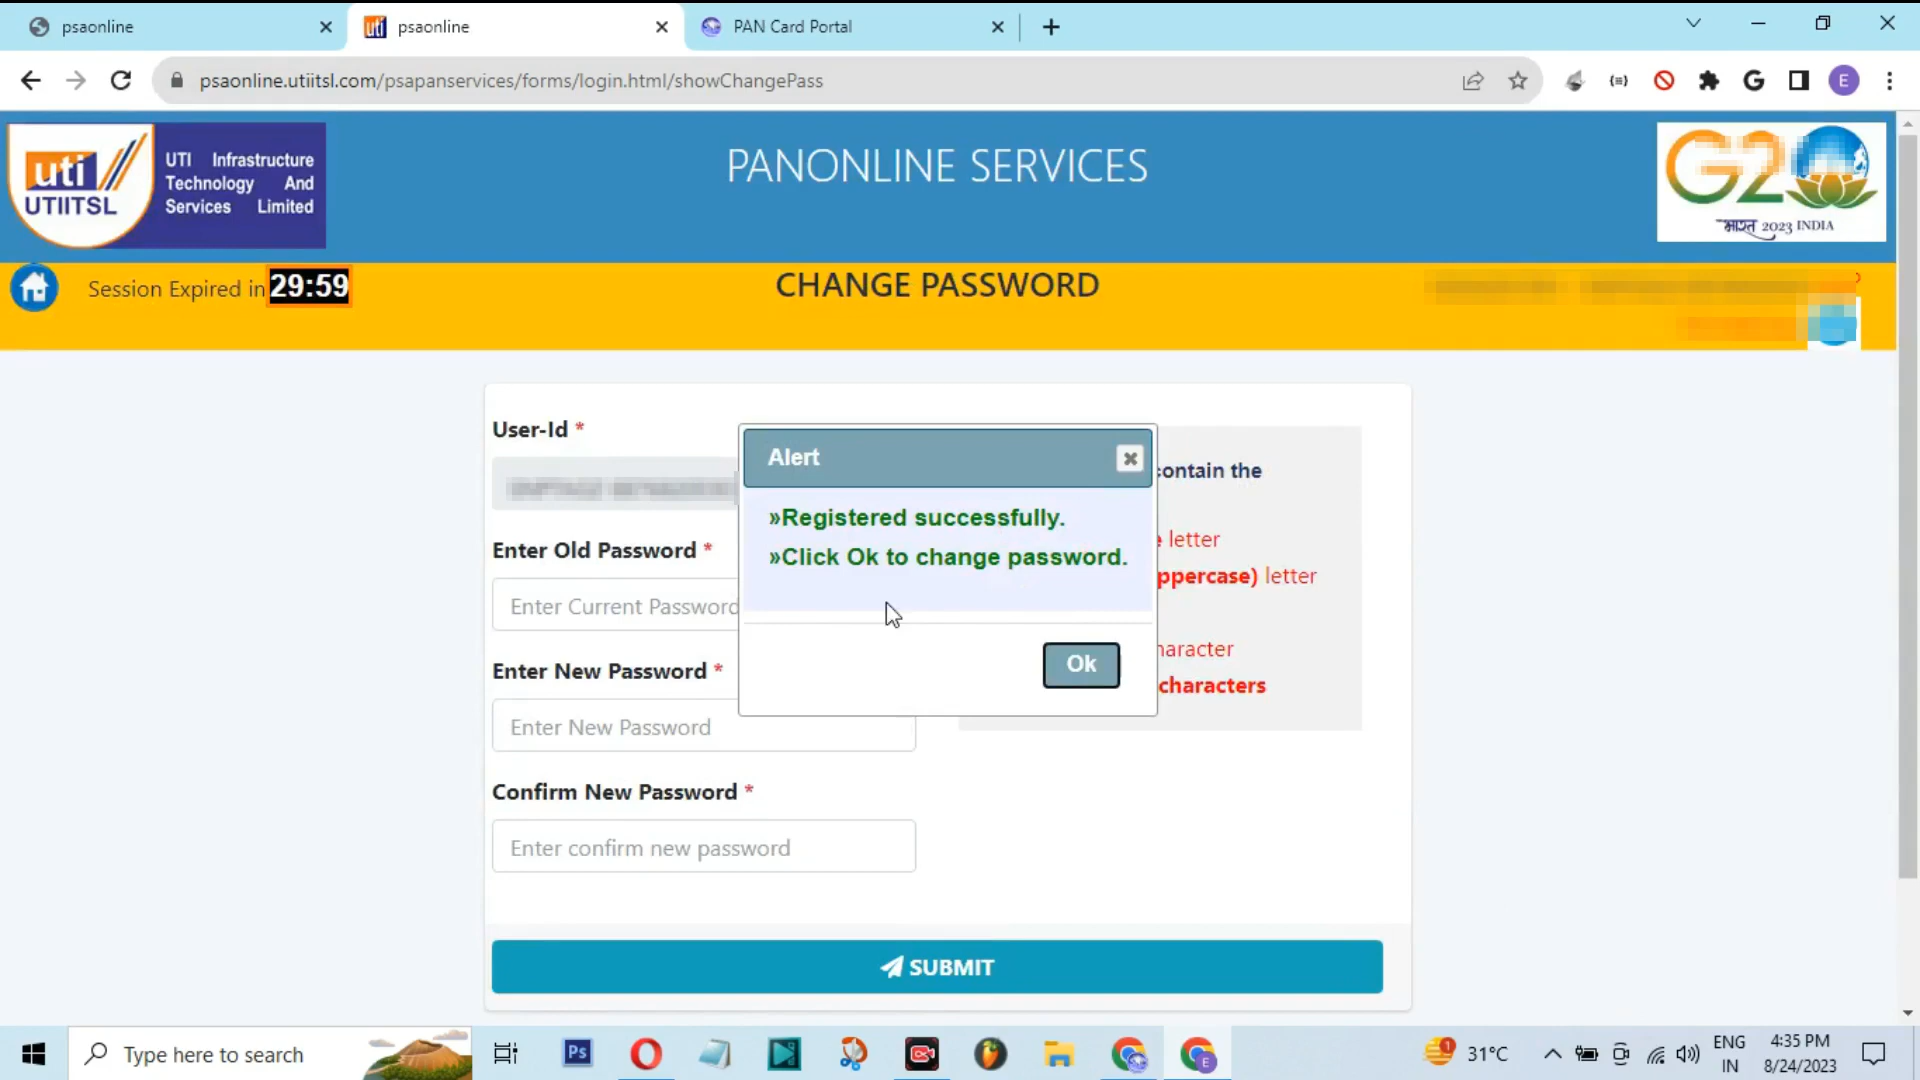 psaonline
psaonline
PAN Card Portal
psaonline.utiitsl.com/psapanservices/forms/login.html/showChangePass
E
uti
UTIITSL
UTI Infrastructure
Technology And
Services Limited
PANONLINE SERVICES
G20
भारत 2023 INDIA
Session Expired in 29:59
CHANGE PASSWORD
User-Id *
Enter Old Password *
Enter Current Password
Enter New Password *
Enter New Password
Confirm New Password *
Enter confirm new password
Alert
»Registered successfully.
»Click Ok to change password.
Ok
contain the
letter
ppercase) letter
haracter
characters
SUBMIT
Type here to search
Ps
E
1
31°C
ENG
IN
4:35 PM
8/24/2023